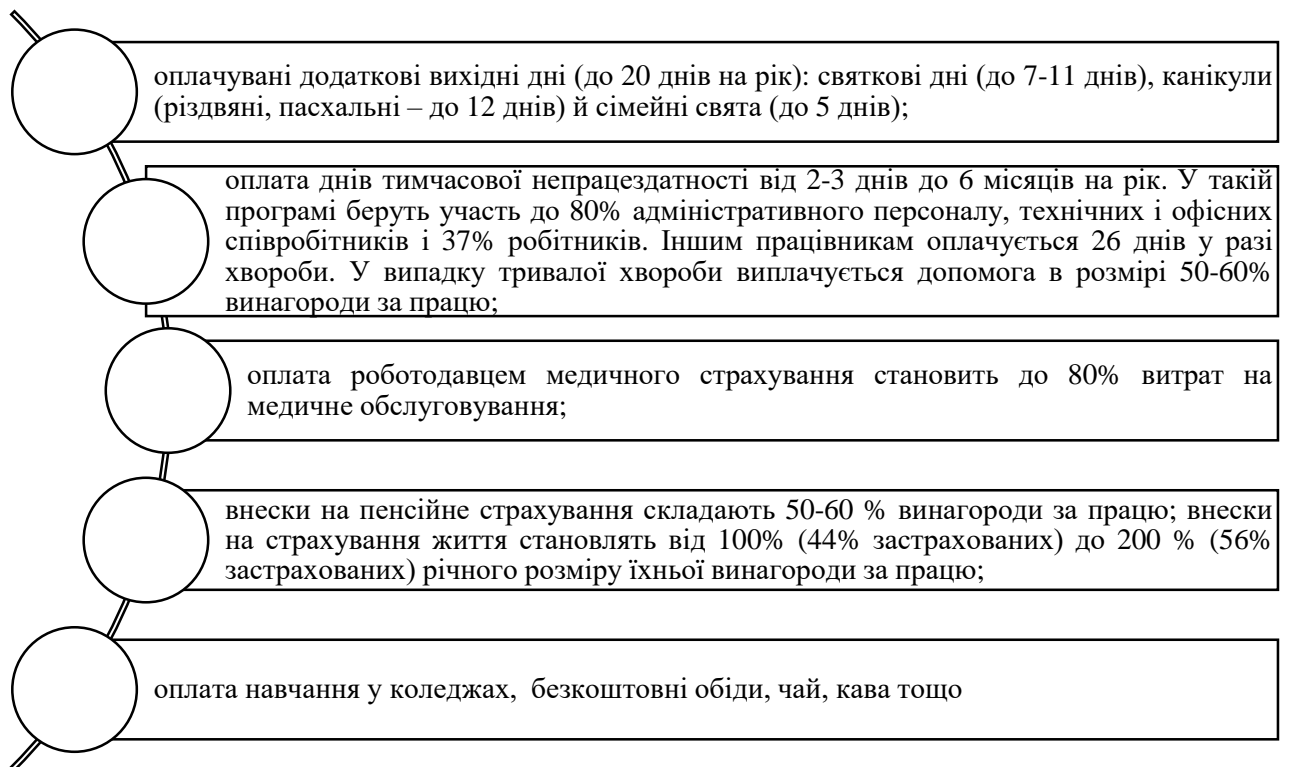 оплачувані додаткові вихідні дні (до 20 днів на рік): святкові дні (до 7-11 днів), канікули
(різдвяні, пасхальні – до 12 днів) й сімейні свята (до 5 днів);
оплата днів тимчасової непрацездатності від 2-3 днів до 6 місяців на рік. У такій
програмі беруть участь до 80% адміністративного персоналу, технічних і офісних
співробітників і 37% робітників. Іншим працівникам оплачується 26 днів у разі
хвороби. У випадку тривалої хвороби виплачується допомога в розмірі 50-60%
винагороди за працю;
оплата роботодавцем медичного страхування становить до 80% витрат на
медичне обслуговування;
внески на пенсійне страхування складають 50-60 % винагороди за працю; внески
на страхування життя становлять від 100% (44% застрахованих) до 200 % (56%
застрахованих) річного розміру їхньої винагороди за працю;
оплата навчання у коледжах, безкоштовні обіди, чай, кава тощо